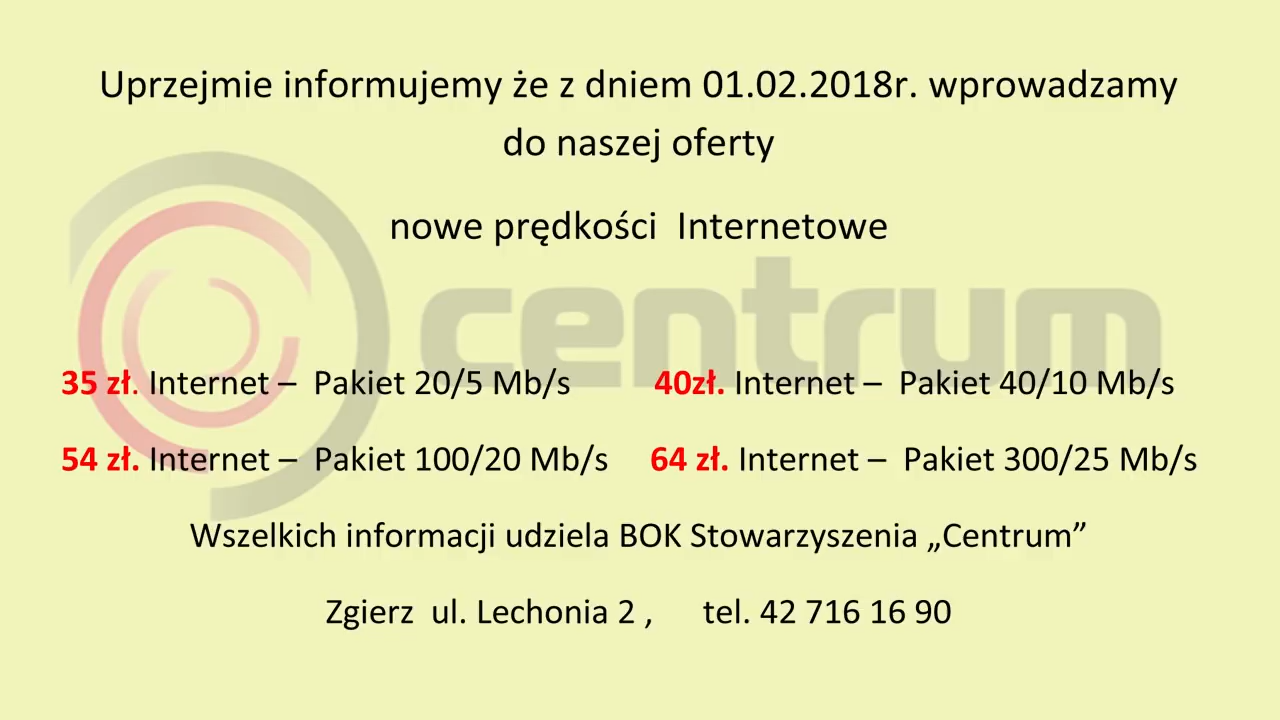 Uprzejmie informujemy że z dniem 01.02.2018r. wprowadzamy
do naszej oferty
nowe prędkości Internetowe
centrum
35 zł. Internet – Pakiet 20/5 Mb/s 40zł. Internet – Pakiet 40/10 Mb/s
54 zł. Internet – Pakiet 100/20 Mb/s 64 zł. Internet – Pakiet 300/25 Mb/s
Wszelkich informacji udziela BOK Stowarzyszenia „Centrum”
Zgierz ul. Lechonia 2 , tel. 42 716 16 90